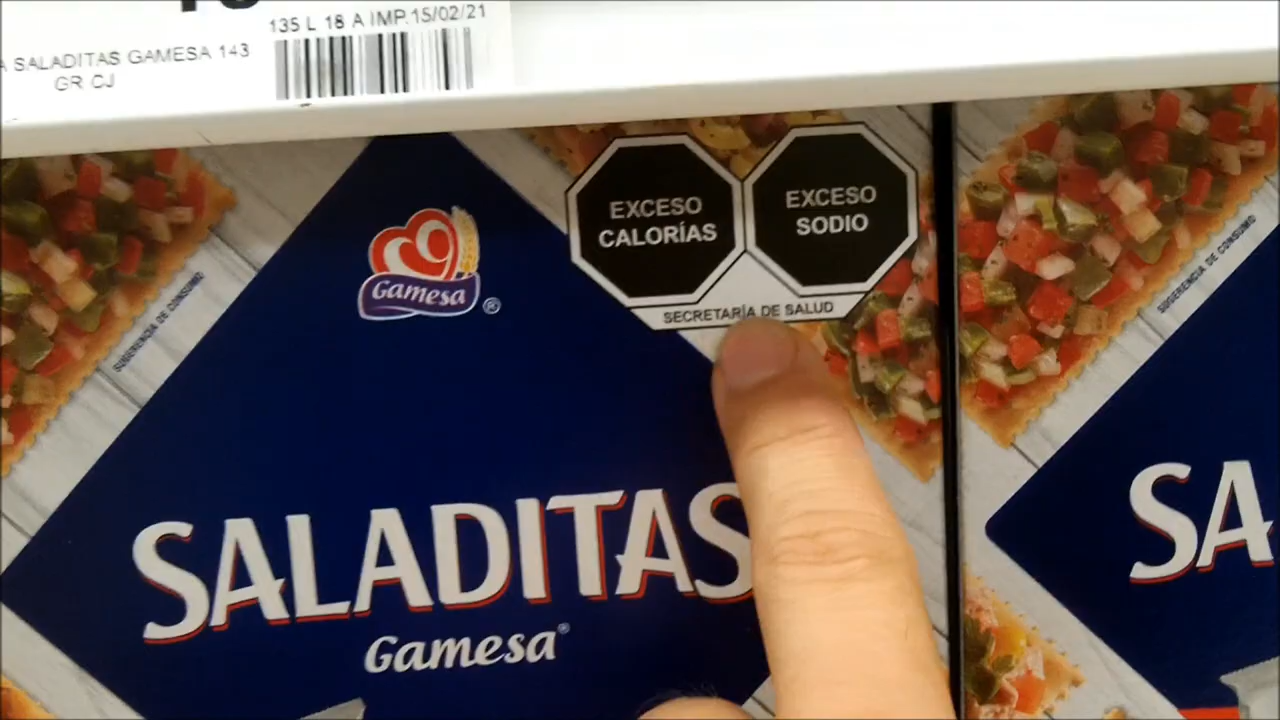 135 L 18 A IMP.15/02/21
A SALADITAS GAMESA 143
GR CJ
EXCESO
CALORÍAS
EXCESO
SODIO
SECRETARÍA DE SALUD
Gamesa®
SUGERENCIA DE CONSUMO
SUGERENCIA DE CONSUMO
SALADITAS
Gamesa®
SA